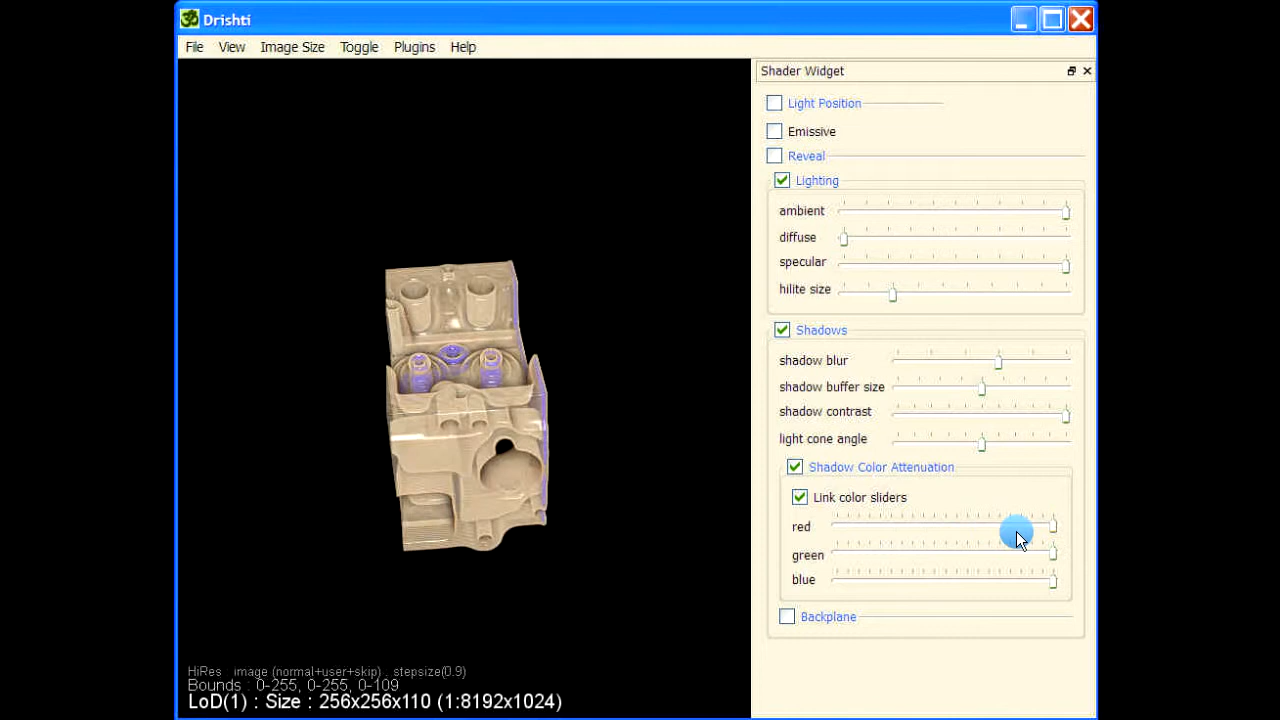 Drishti
File View Image Size Toggle Plugins Help
Shader Widget
Light Position
Emissive
Reveal
Lighting
ambient
diffuse
specular
hilite size
Shadows
shadow blur
shadow buffer size
shadow contrast
light cone angle
Shadow Color Attenuation
Link color sliders
red
green
blue
Backplane
HiRes image (normal+user+skip) . stepsize(0.9)
Bounds : 0-255, 0-255, 0-109
LoD(1) : Size : 256x256x110 (1:8192x1024)